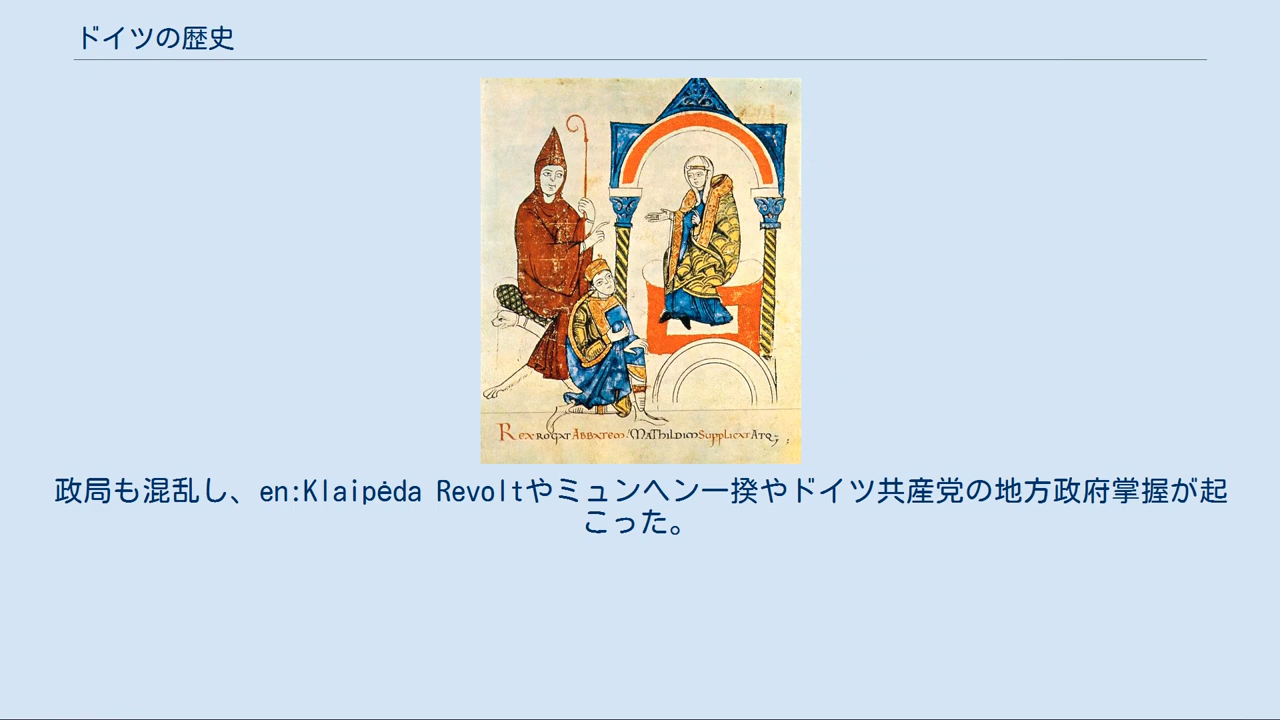 ドイツの歴史
Rex rogat Abbatem Mathildim Supplicat Atq;
政局も混乱し、en:Klaipėda Revoltやミュンヘン一揆やドイツ共産党の地方政府掌握が起
こった。